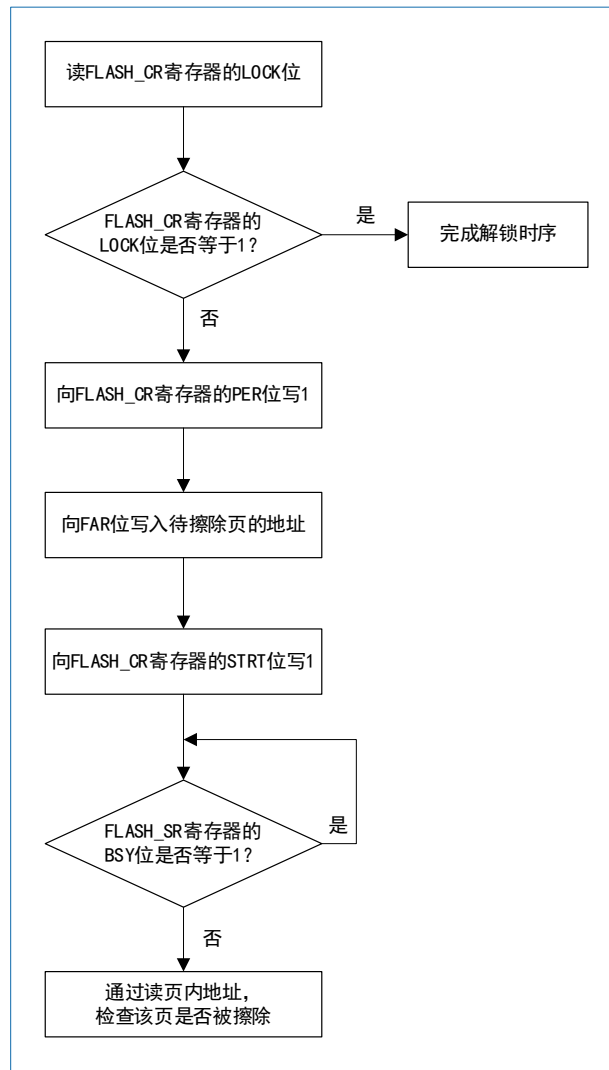 读FLASH_CR寄存器的LOCK位
FLASH_CR寄存器的
LOCK位是否等于1？
是
完成解锁时序
否
向FLASH_CR寄存器的PER位写1
向FAR位写入待擦除页的地址
向FLASH_CR寄存器的STRT位写1
FLASH_SR寄存器的
BSY位是否等于1？
是
否
通过读页内地址，
检查该页是否被擦除